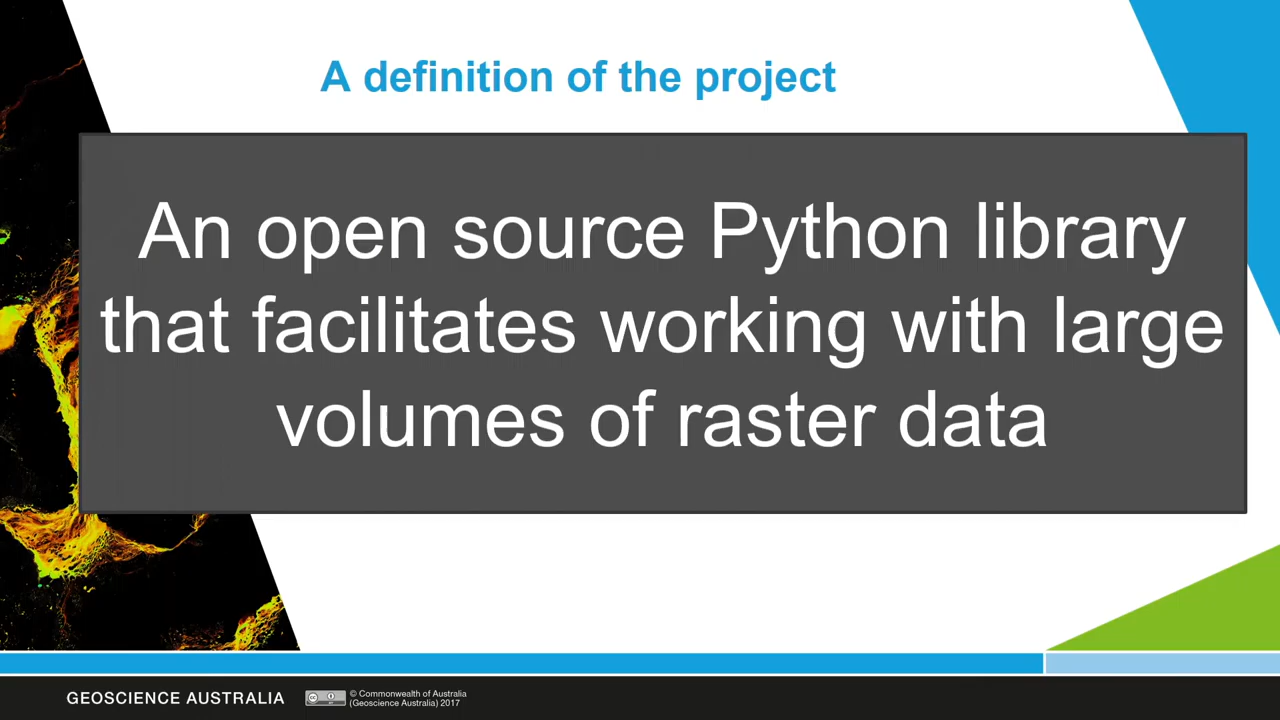 A definition of the project
An open source Python library
that facilitates working with large
volumes of raster data
GEOSCIENCE AUSTRALIA
© Commonwealth of Australia
(Geoscience Australia) 2017